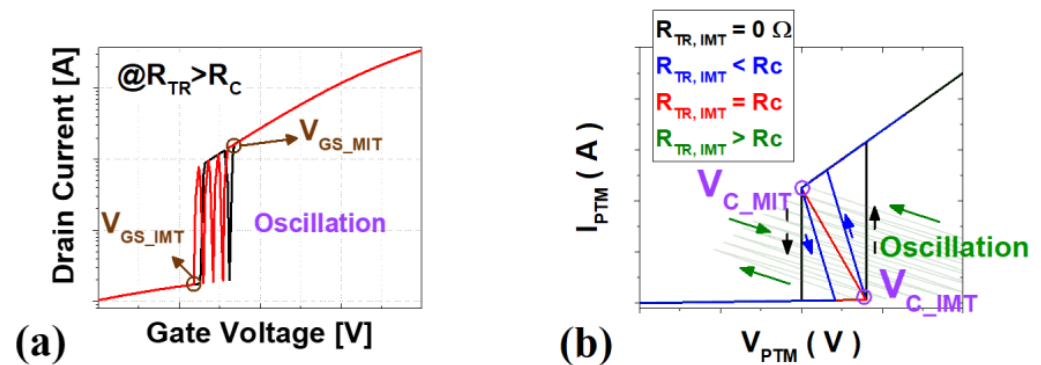 @R_TR>R_C
V_GS_MIT
V_GS_IMT
Oscillation
Drain Current [A]
Gate Voltage [V]
(a)
R_TR, IMT = 0 Ω
R_TR, IMT < Rc
R_TR, IMT = Rc
R_TR, IMT > Rc
V_C_MIT
Oscillation
V_C_IMT
I_PTM ( A )
V_PTM ( V )
(b)